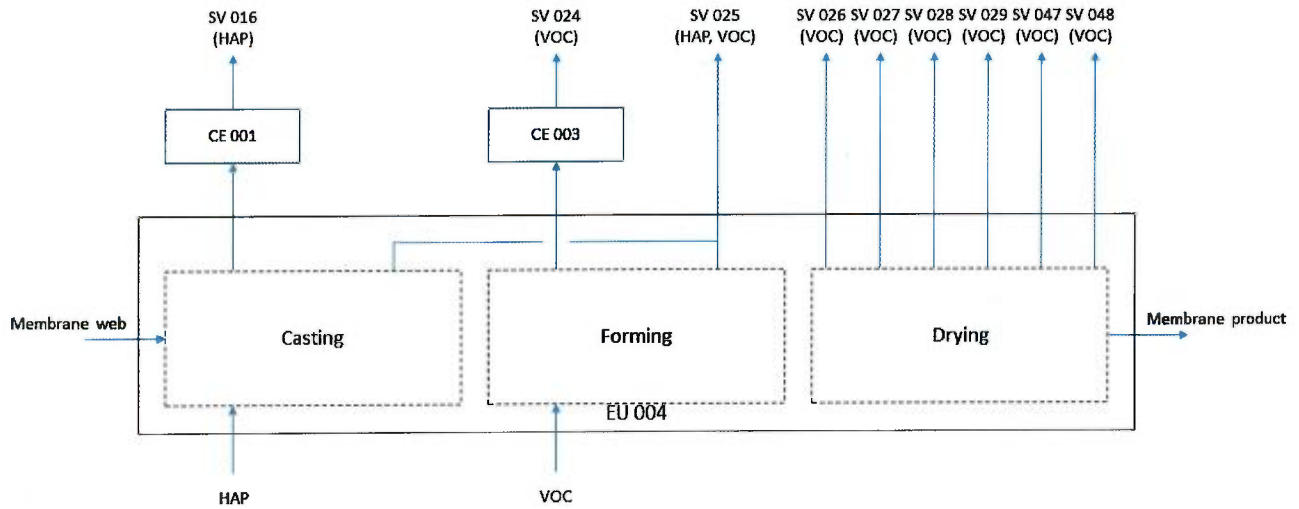 SV 016
(HAP)
SV 024
(VOC)
SV 025
(HAP, VOC)
SV 026
(VOC)
SV 027
(VOC)
SV 028
(VOC)
SV 029
(VOC)
SV 047
(VOC)
SV 048
(VOC)
CE 001
CE 003
Membrane web
Casting
Forming
Drying
Membrane product
EU 004
HAP
VOC